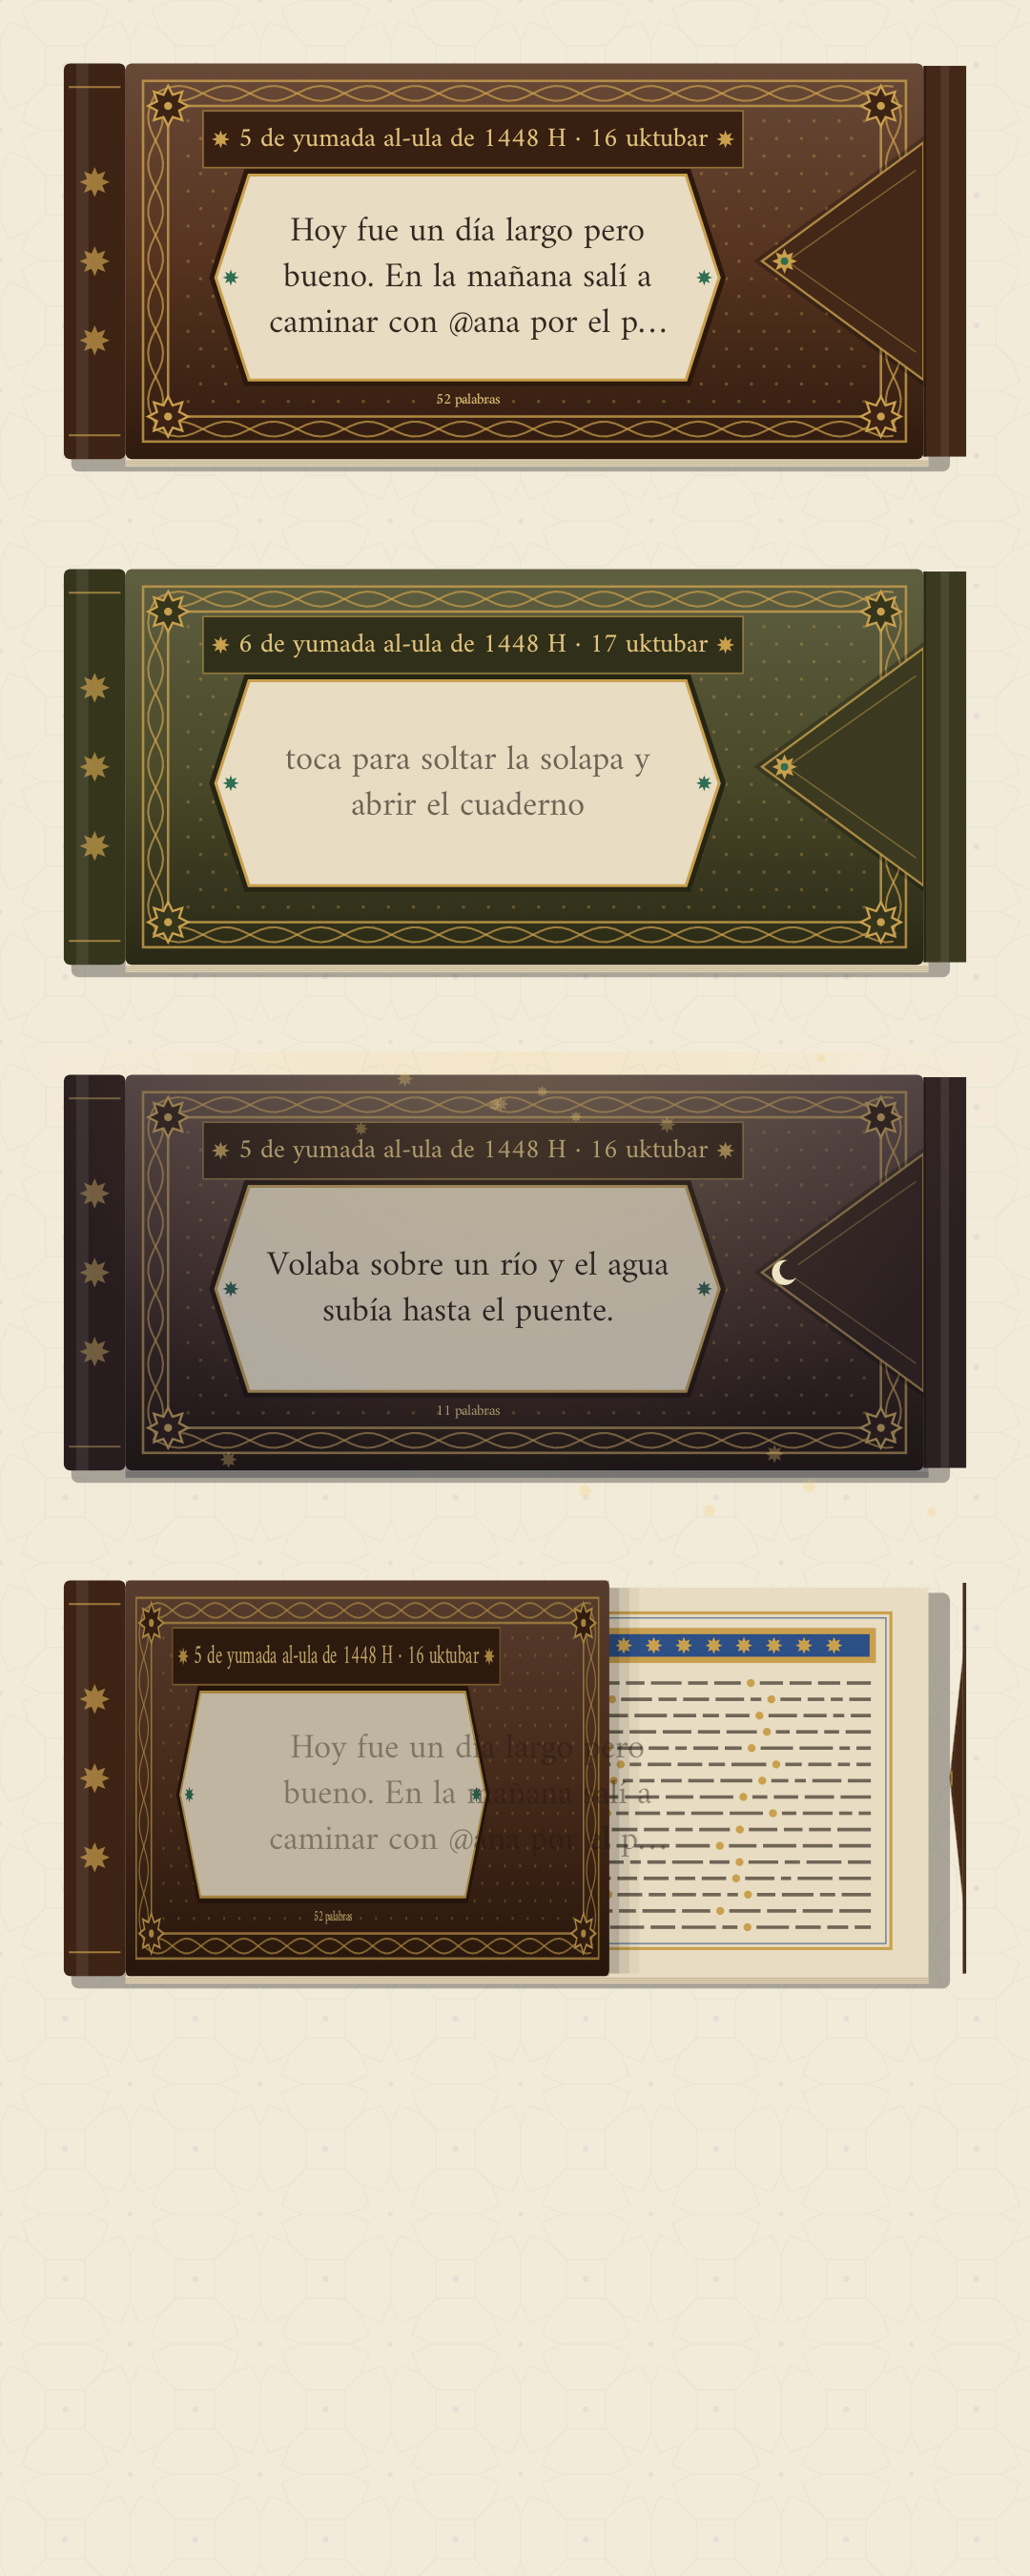 5 de yumada al-ula de 1448 H · 16 uktubar
Hoy fue un día largo pero
bueno. En la mañana salí a
caminar con @ana por el p…
52 palabras
6 de yumada al-ula de 1448 H · 17 uktubar
toca para soltar la solapa y
abrir el cuaderno
5 de yumada al-ula de 1448 H · 16 uktubar
Volaba sobre un río y el agua
subía hasta el puente.
11 palabras
5 de yumada al-ula de 1448 H · 16 uktubar
Hoy fue un día largo pero
bueno. En la mañana salí a
caminar con @ana por el p…
52 palabras